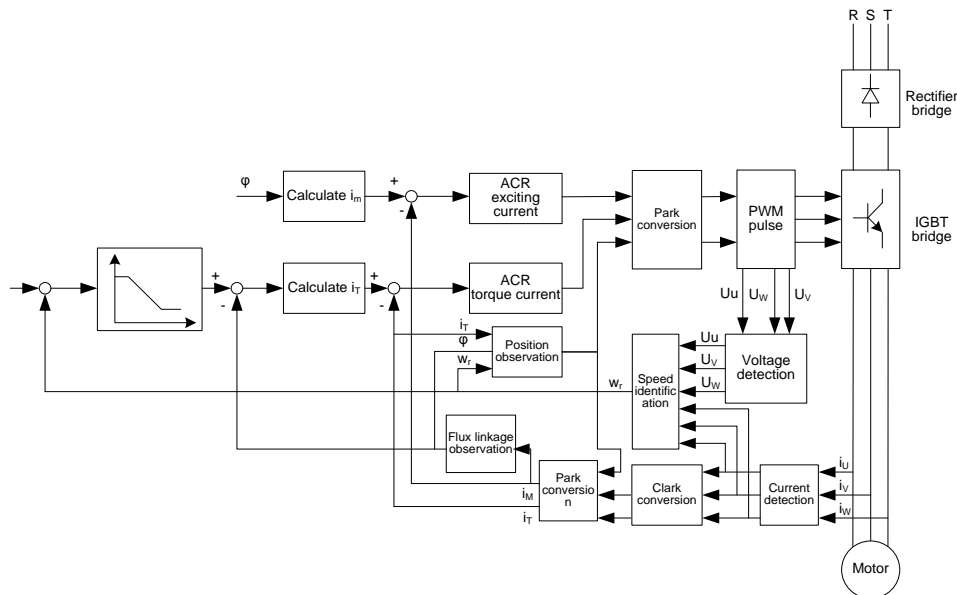 R S T
Rectifier
bridge
φ
Calculate im
+
-
ACR
exciting
current
Park
conversion
PWM
pulse
IGBT
bridge
+
-
Calculate iT
+
-
ACR
torque current
Uu UW UV
iT
φ
wr
Position
observation
wr
Speed
identific
ation
Uu
UV
UW
Voltage
detection
Flux linkage
observation
iM
iT
Park
conversio
n
Clark
conversion
Current
detection
iU
iV
iW
Motor